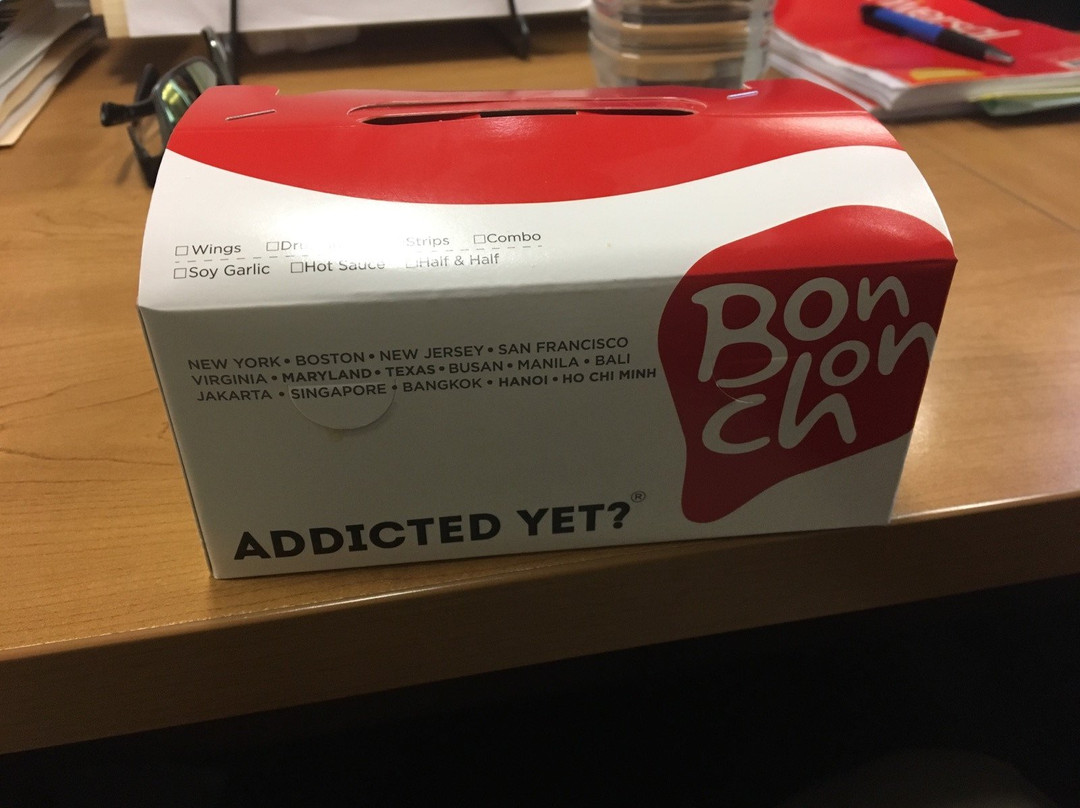 ☐ Wings ☐ Strips ☐ Combo
☐ Soy Garlic ☐ Hot Sauce ☐ Half & Half
NEW YORK • BOSTON • NEW JERSEY • SAN FRANCISCO
VIRGINIA • MARYLAND • TEXAS • BUSAN • MANILA • BALI
JAKARTA • SINGAPORE • BANGKOK • HANOI • HO CHI MINH
Bon
Chon
ADDICTED YET?®